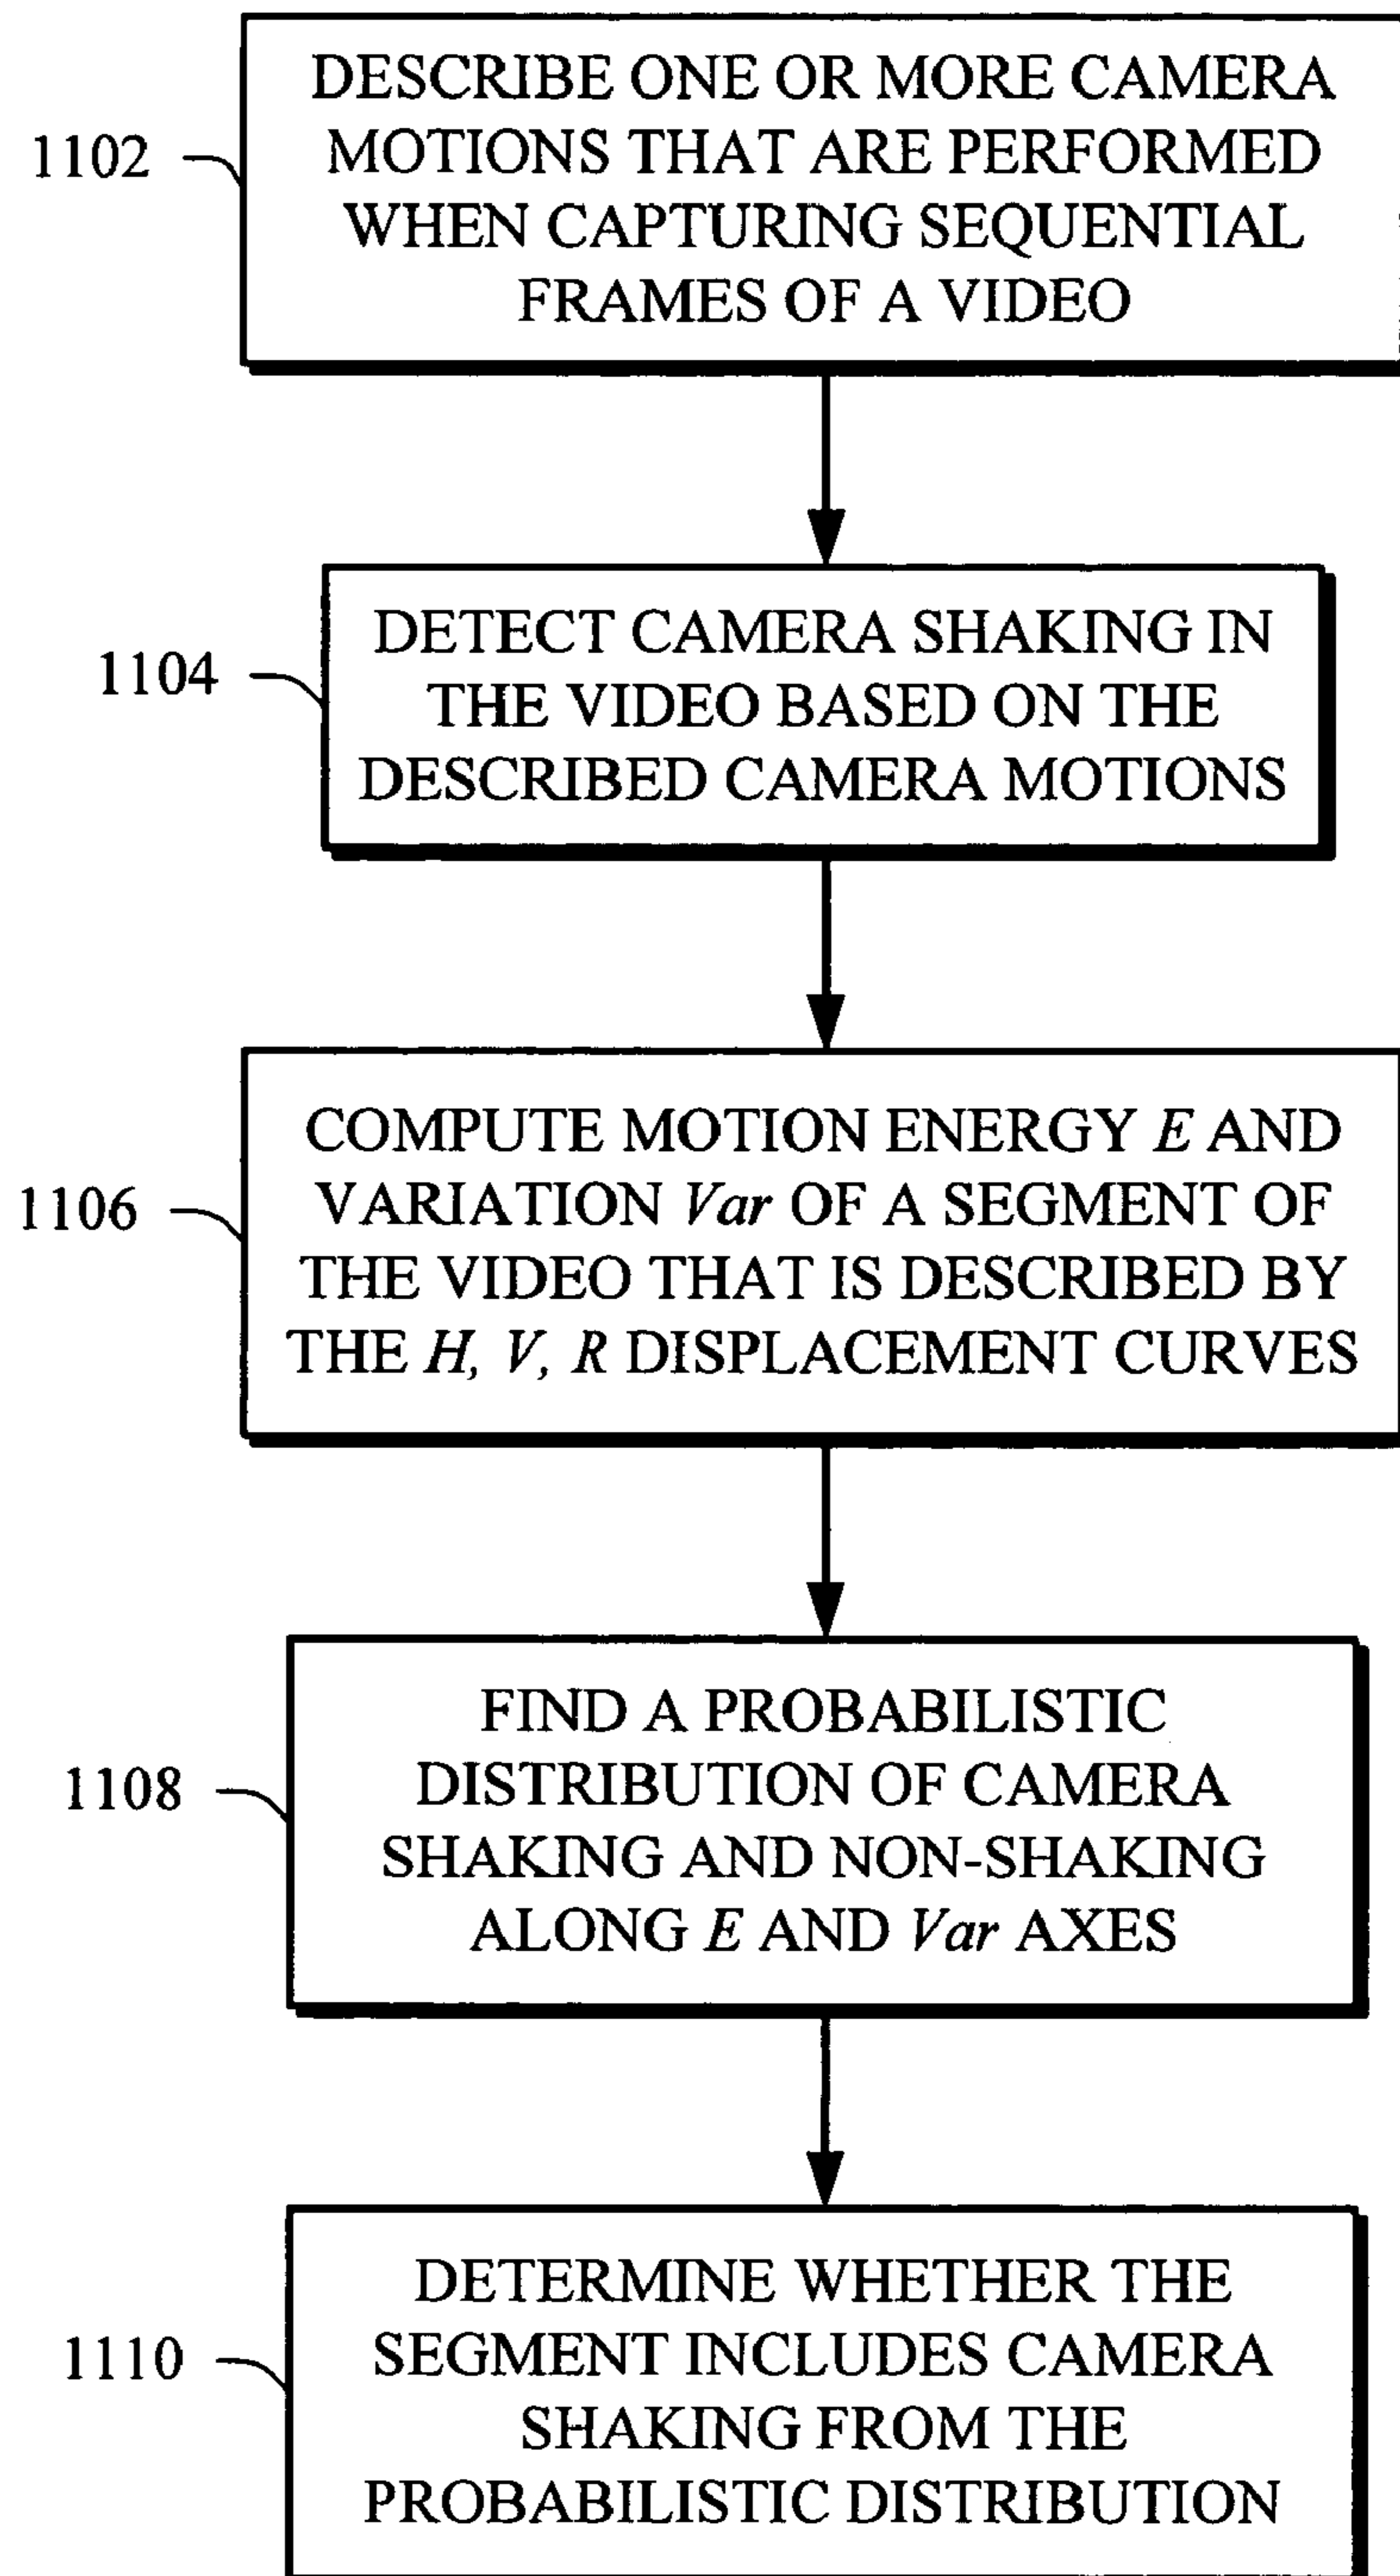 1102
DESCRIBE ONE OR MORE CAMERA
MOTIONS THAT ARE PERFORMED
WHEN CAPTURING SEQUENTIAL
FRAMES OF A VIDEO
1104
DETECT CAMERA SHAKING IN
THE VIDEO BASED ON THE
DESCRIBED CAMERA MOTIONS
1106
COMPUTE MOTION ENERGY E AND
VARIATION Var OF A SEGMENT OF
THE VIDEO THAT IS DESCRIBED BY
THE H, V, R DISPLACEMENT CURVES
1108
FIND A PROBABILISTIC
DISTRIBUTION OF CAMERA
SHAKING AND NON-SHAKING
ALONG E AND Var AXES
1110
DETERMINE WHETHER THE
SEGMENT INCLUDES CAMERA
SHAKING FROM THE
PROBABILISTIC DISTRIBUTION